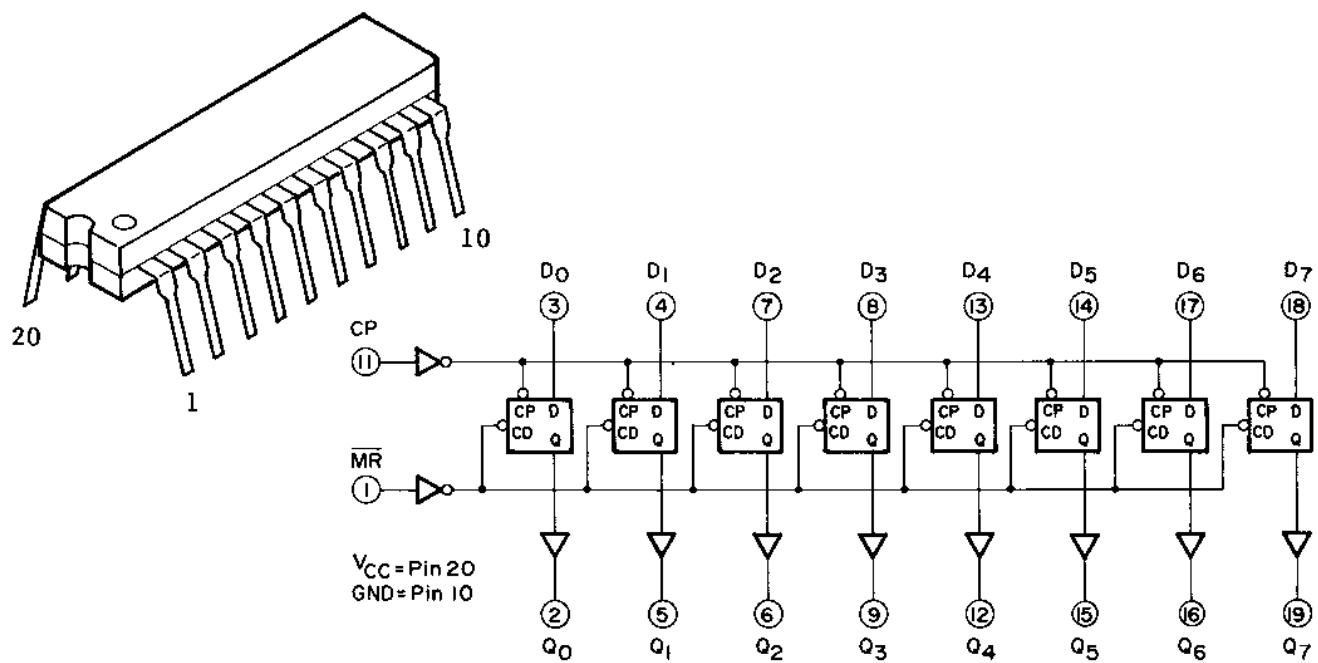 10
20
1
D0 D1 D2 D3 D4 D5 D6 D7
3 4 7 8 13 14 17 18
CP
11
CP D CP D CP D CP D CP D CP D CP D CP D
CD Q CD Q CD Q CD Q CD Q CD Q CD Q CD Q
MR
1
VCC = Pin 20
GND = Pin 10
2 5 6 9 12 15 16 19
Q0 Q1 Q2 Q3 Q4 Q5 Q6 Q7